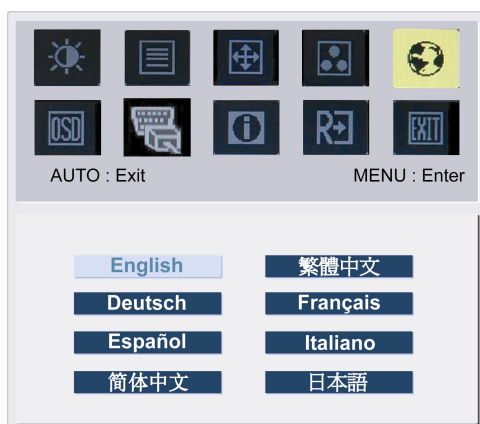 OSD
R
EXIT
AUTO : Exit
MENU : Enter
English
繁體中文
Deutsch
Français
Español
Italiano
简体中文
日本語